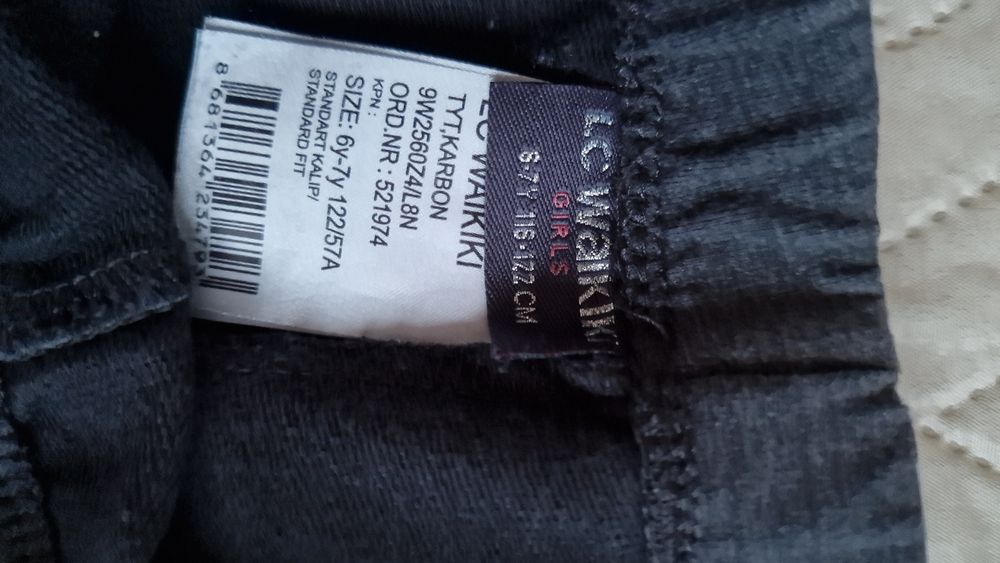 LC Waikiki
GIRLS
6-7Y 116-122 CM
LC WAIKIKI
TYT,KARBON
9W2560Z4/L8N
ORD.NR : 521974
KPN :
SIZE: 6y-7y 122/57A
STANDART KALIP/
STANDARD FIT
8 681364 234793